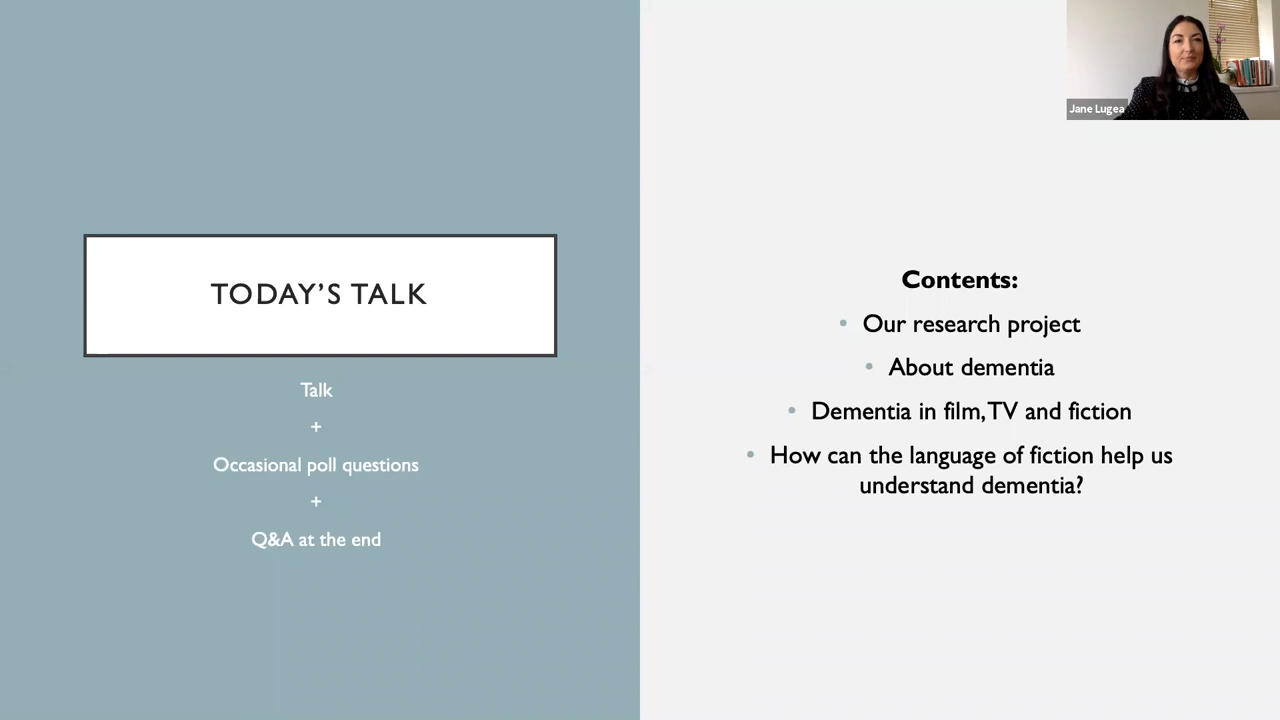 TODAY'S TALK
Talk
+
Occasional poll questions
+
Q&A at the end
Contents:
• Our research project
• About dementia
• Dementia in film, TV and fiction
• How can the language of fiction help us
understand dementia?
Jane Lugea